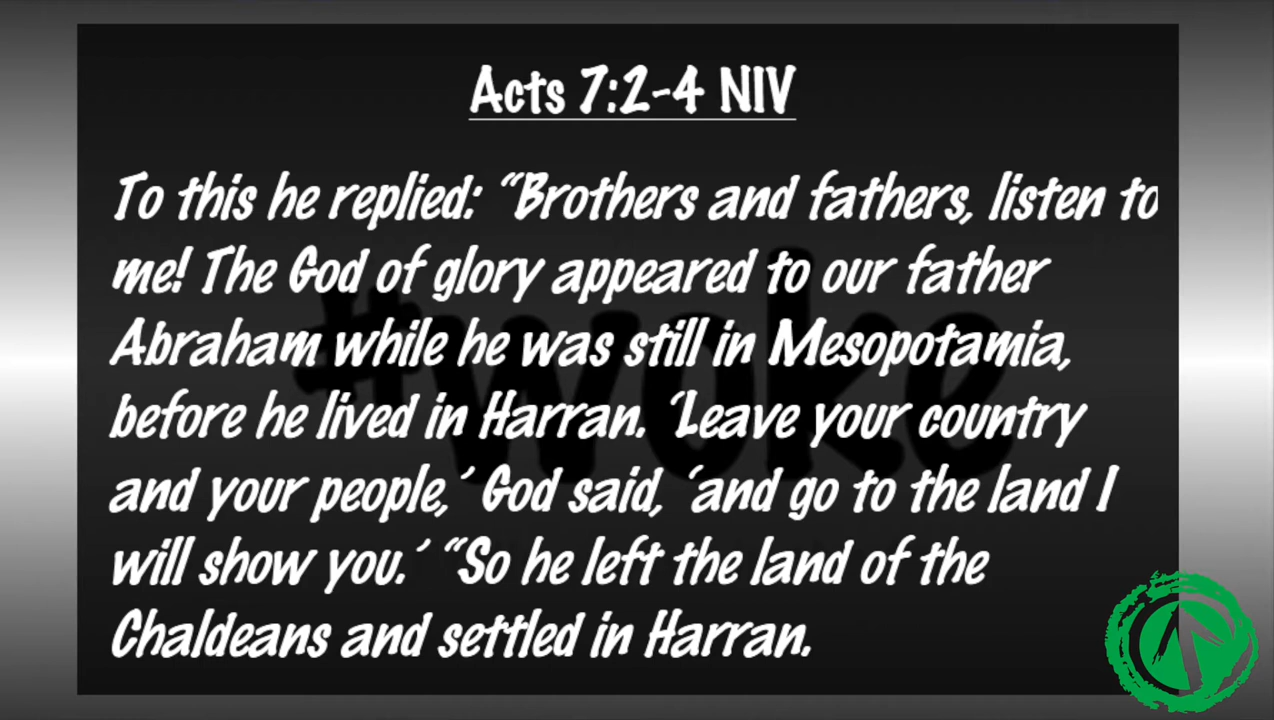 Acts 7:2-4 NIV
To this he replied: “Brothers and fathers, listen to
me! The God of glory appeared to our father
Abraham while he was still in Mesopotamia,
before he lived in Harran. ‘Leave your country
and your people,’ God said, ‘and go to the land I
will show you.’ “So he left the land of the
Chaldeans and settled in Harran.
#woke